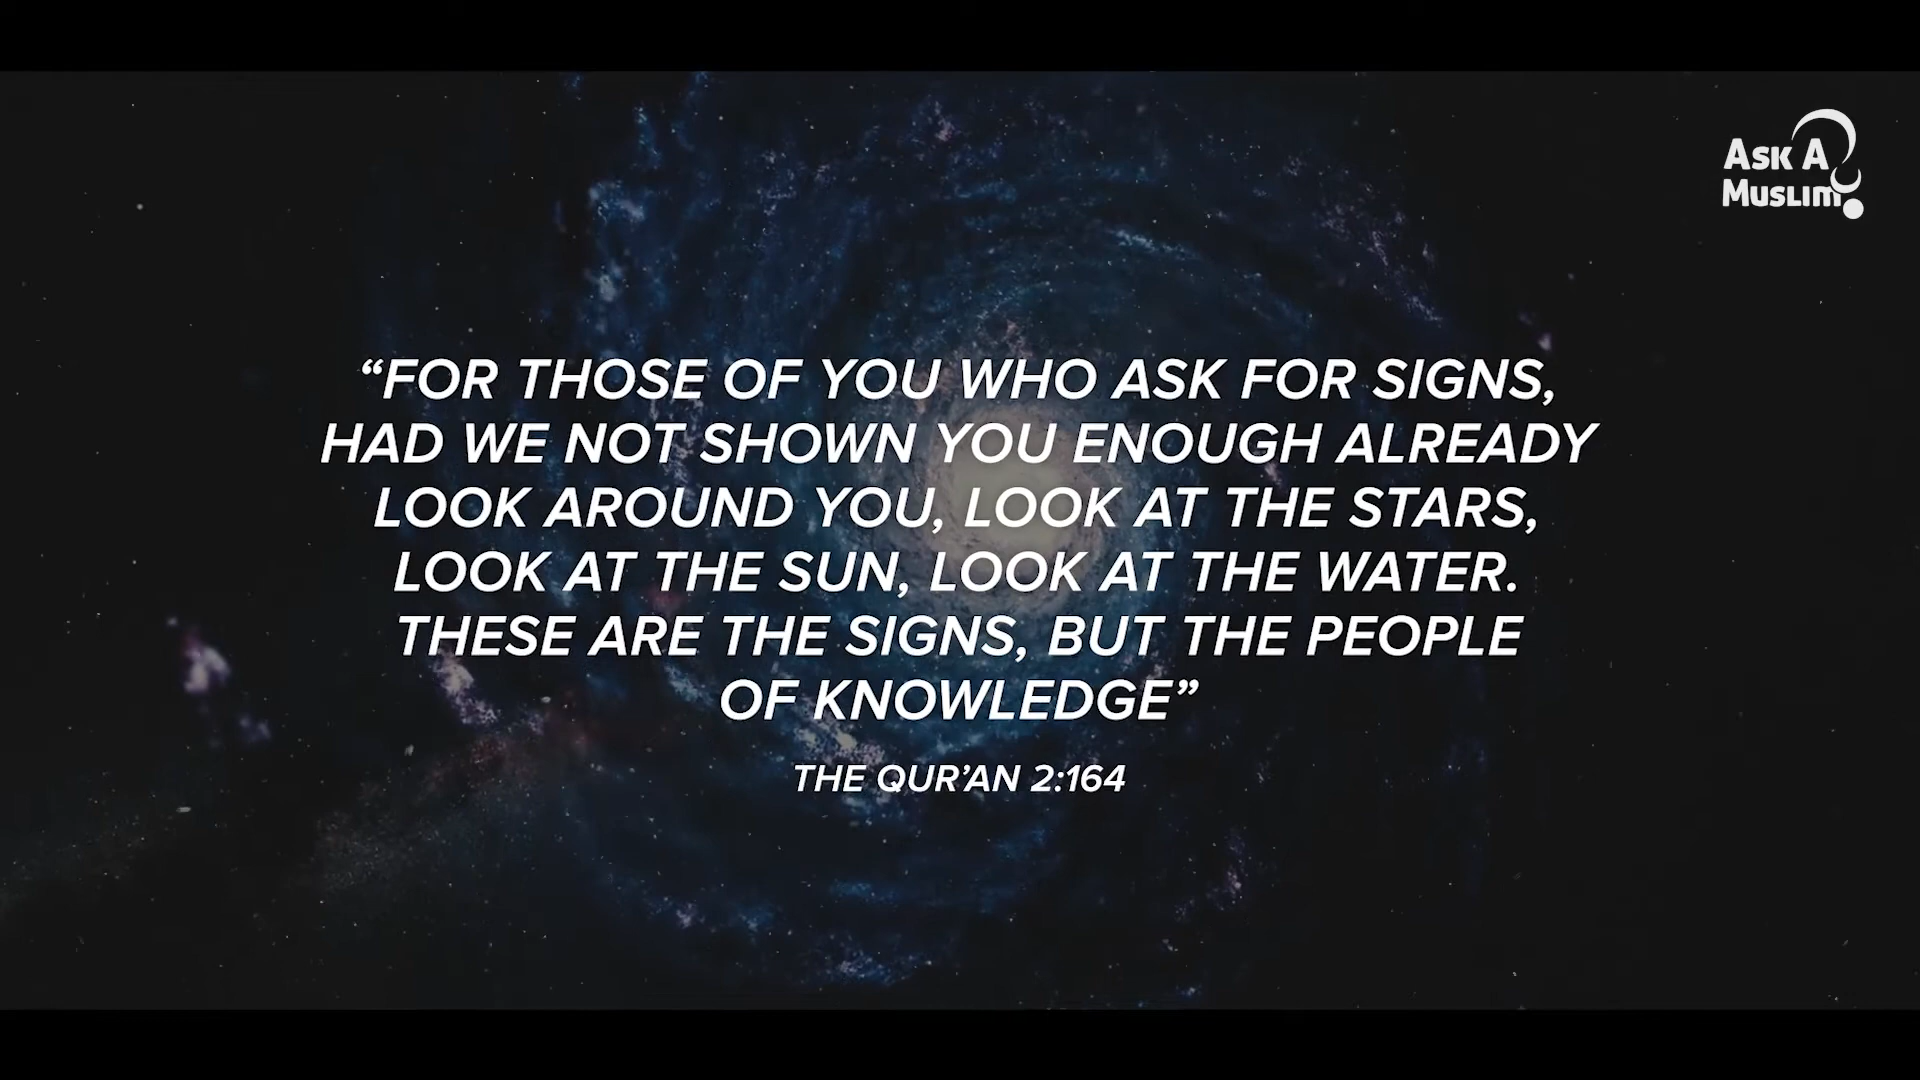 ASK A
MUSLIM
“FOR THOSE OF YOU WHO ASK FOR SIGNS,
HAD WE NOT SHOWN YOU ENOUGH ALREADY
LOOK AROUND YOU, LOOK AT THE STARS,
LOOK AT THE SUN, LOOK AT THE WATER.
THESE ARE THE SIGNS, BUT THE PEOPLE
OF KNOWLEDGE”
THE QUR’AN 2:164